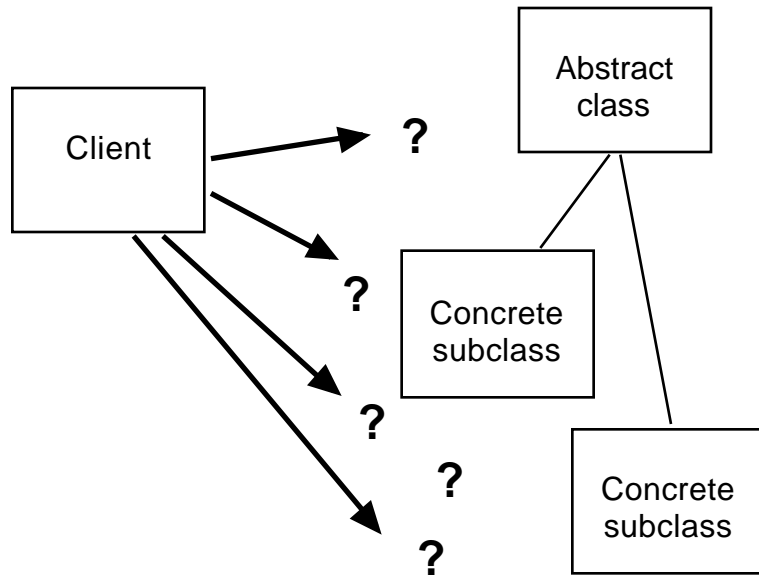 Abstract
class
Client
?
?
Concrete
subclass
?
?
Concrete
subclass
?